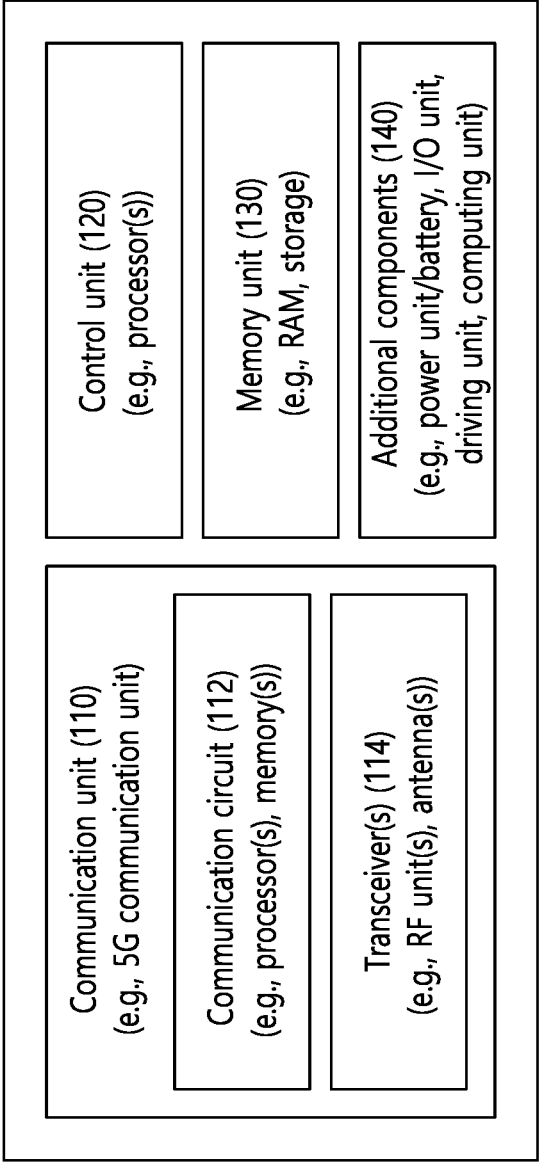 Communication unit (110)
(e.g., 5G communication unit)
Communication circuit (112)
(e.g., processor(s), memory(s))
Transceiver(s) (114)
(e.g., RF unit(s), antenna(s))
Control unit (120)
(e.g., processor(s))
Memory unit (130)
(e.g., RAM, storage)
Additional components (140)
(e.g., power unit/battery, I/O unit,
driving unit, computing unit)